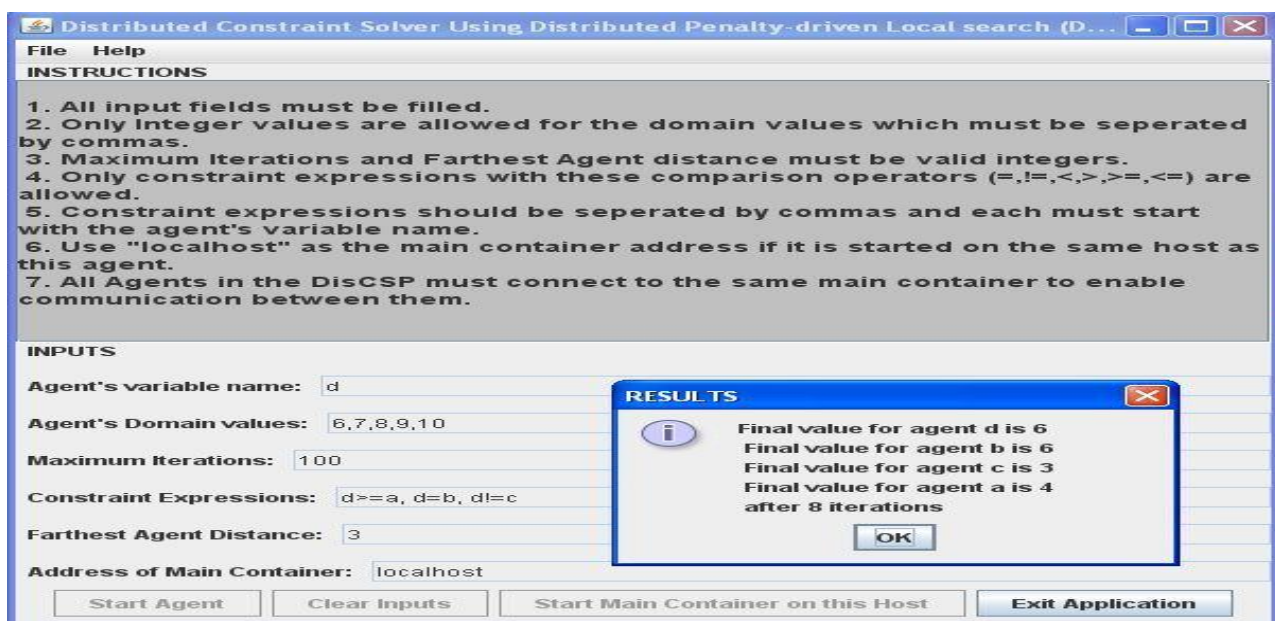 Distributed Constraint Solver Using Distributed Penalty-driven Local search (D...
File Help
INSTRUCTIONS
1. All input fields must be filled.
2. Only Integer values are allowed for the domain values which must be seperated
by commas.
3. Maximum Iterations and Farthest Agent distance must be valid integers.
4. Only constraint expressions with these comparison operators (=,!=,<,>,>=,<=) are
allowed.
5. Constraint expressions should be seperated by commas and each must start
with the agent's variable name.
6. Use "localhost" as the main container address if it is started on the same host as
this agent.
7. All Agents in the DisCSP must connect to the same main container to enable
communication between them.
INPUTS
Agent's variable name: d
Agent's Domain values: 6,7,8,9,10
Maximum Iterations: 100
Constraint Expressions: d>=a, d=b, d!=c
Farthest Agent Distance: 3
Address of Main Container: localhost
RESULTS
Final value for agent d is 6
Final value for agent b is 6
Final value for agent c is 3
Final value for agent a is 4
after 8 iterations
OK
Start Agent Clear Inputs Start Main Container on this Host Exit Application